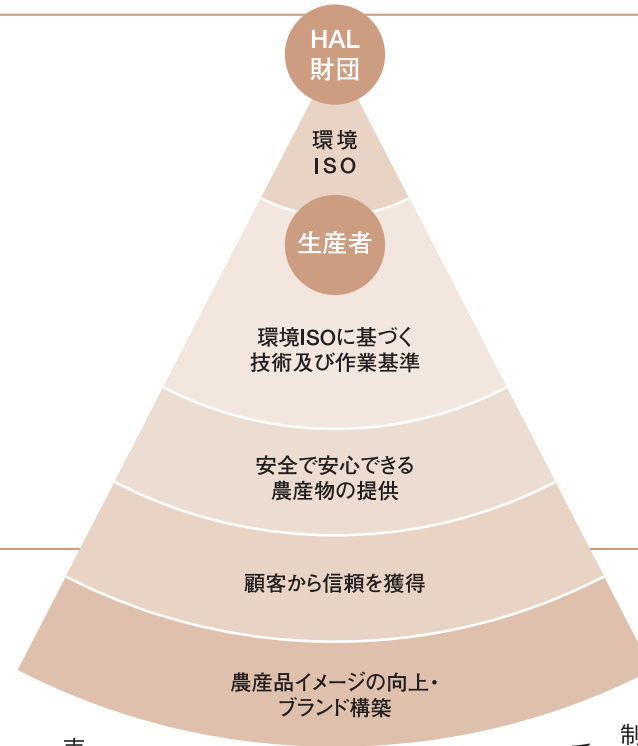 HAL
財団
環境
ISO
生産者
環境ISOに基づく
技術及び作業基準
安全で安心できる
農産物の提供
顧客から信頼を獲得
農産品イメージの向上・
ブランド構築
制